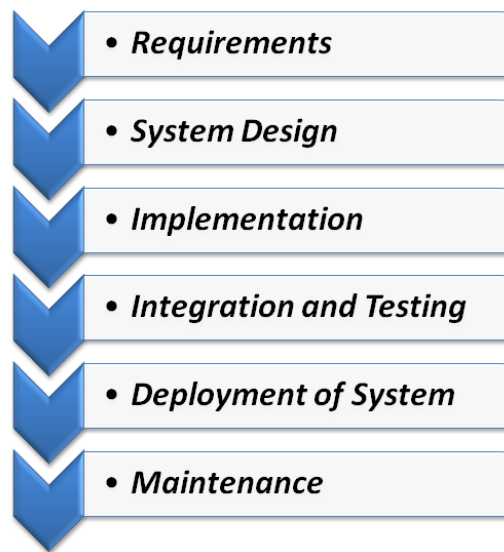 • Requirements
• System Design
• Implementation
• Integration and Testing
• Deployment of System
• Maintenance